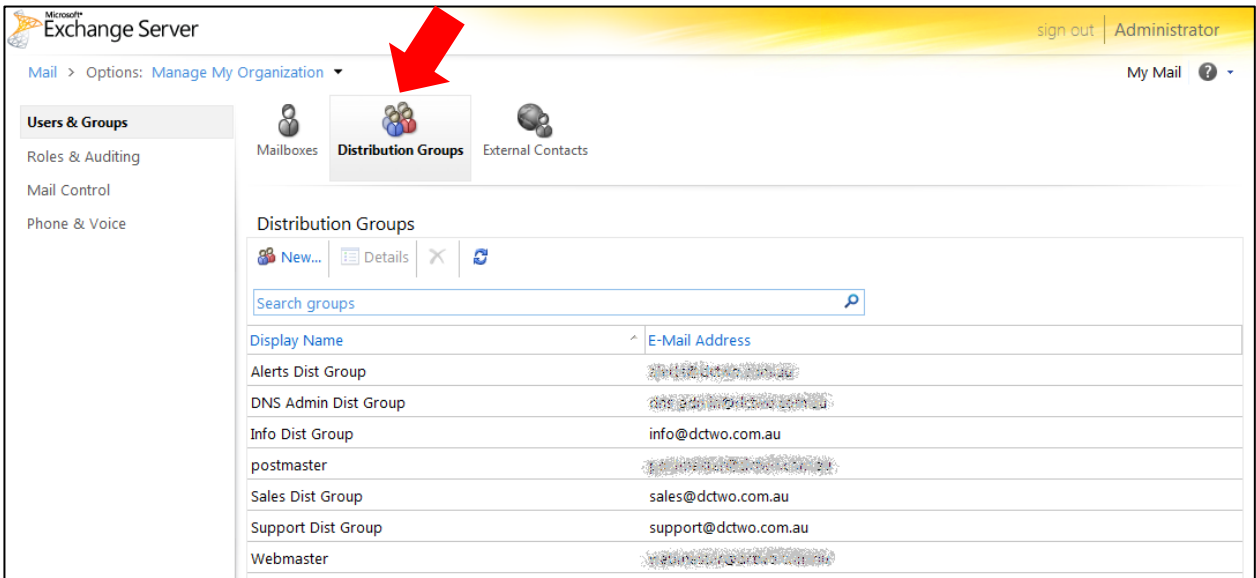 Microsoft®
Exchange Server
sign out | Administrator
Mail > Options: Manage My Organization
My Mail
Users & Groups
Roles & Auditing
Mail Control
Phone & Voice
Mailboxes
Distribution Groups
External Contacts
Distribution Groups
New...
Details
Search groups
Display Name E-Mail Address
Alerts Dist Group
DNS Admin Dist Group
Info Dist Group info@dctwo.com.au
postmaster
Sales Dist Group sales@dctwo.com.au
Support Dist Group support@dctwo.com.au
Webmaster